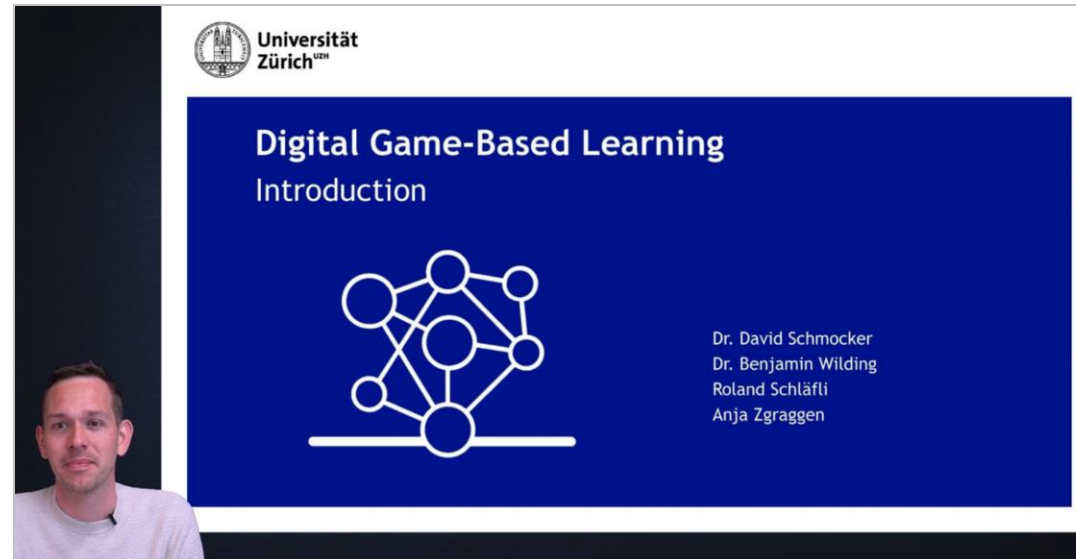 Universität
Zürich UZH
Digital Game-Based Learning
Introduction
Dr. David Schmocker
Dr. Benjamin Wilding
Roland Schläfli
Anja Zgraggen